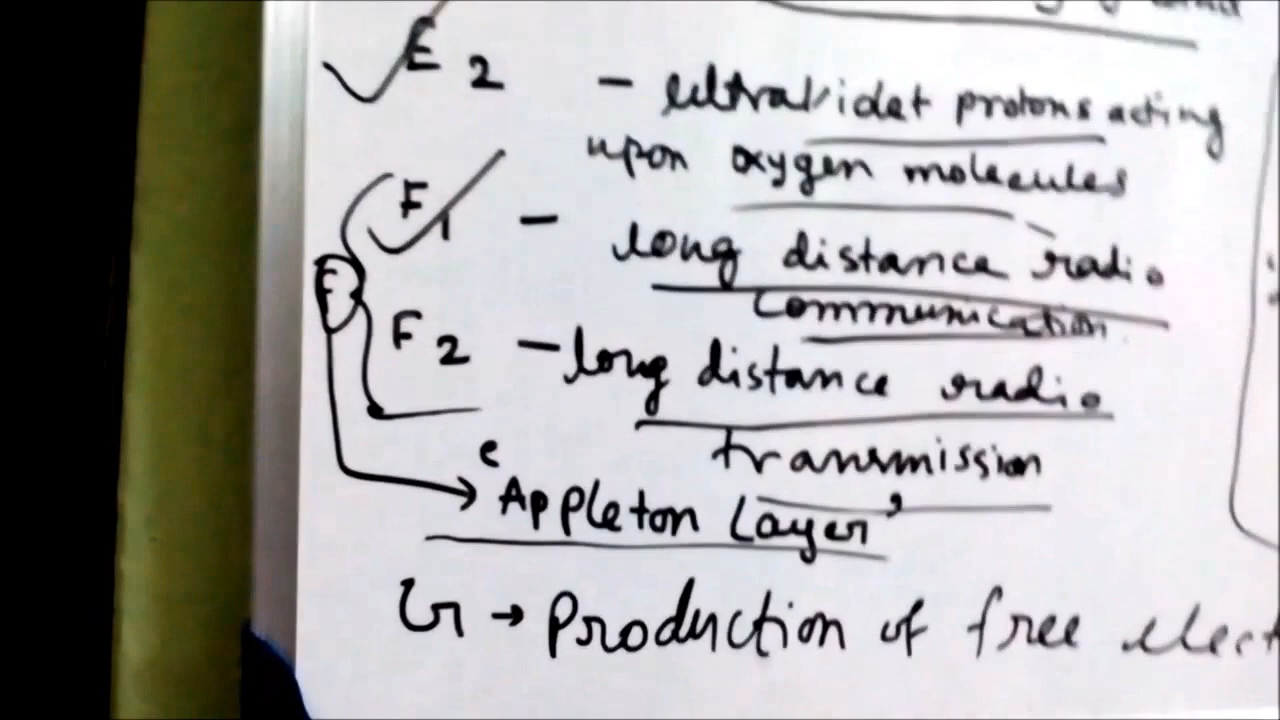 E2 - ultraviolet protons acting
upon oxygen molecules
F1 - long distance radio
communication
F
F2 - long distance radio
transmission
‘Appleton Layer’
G → Production of free elect